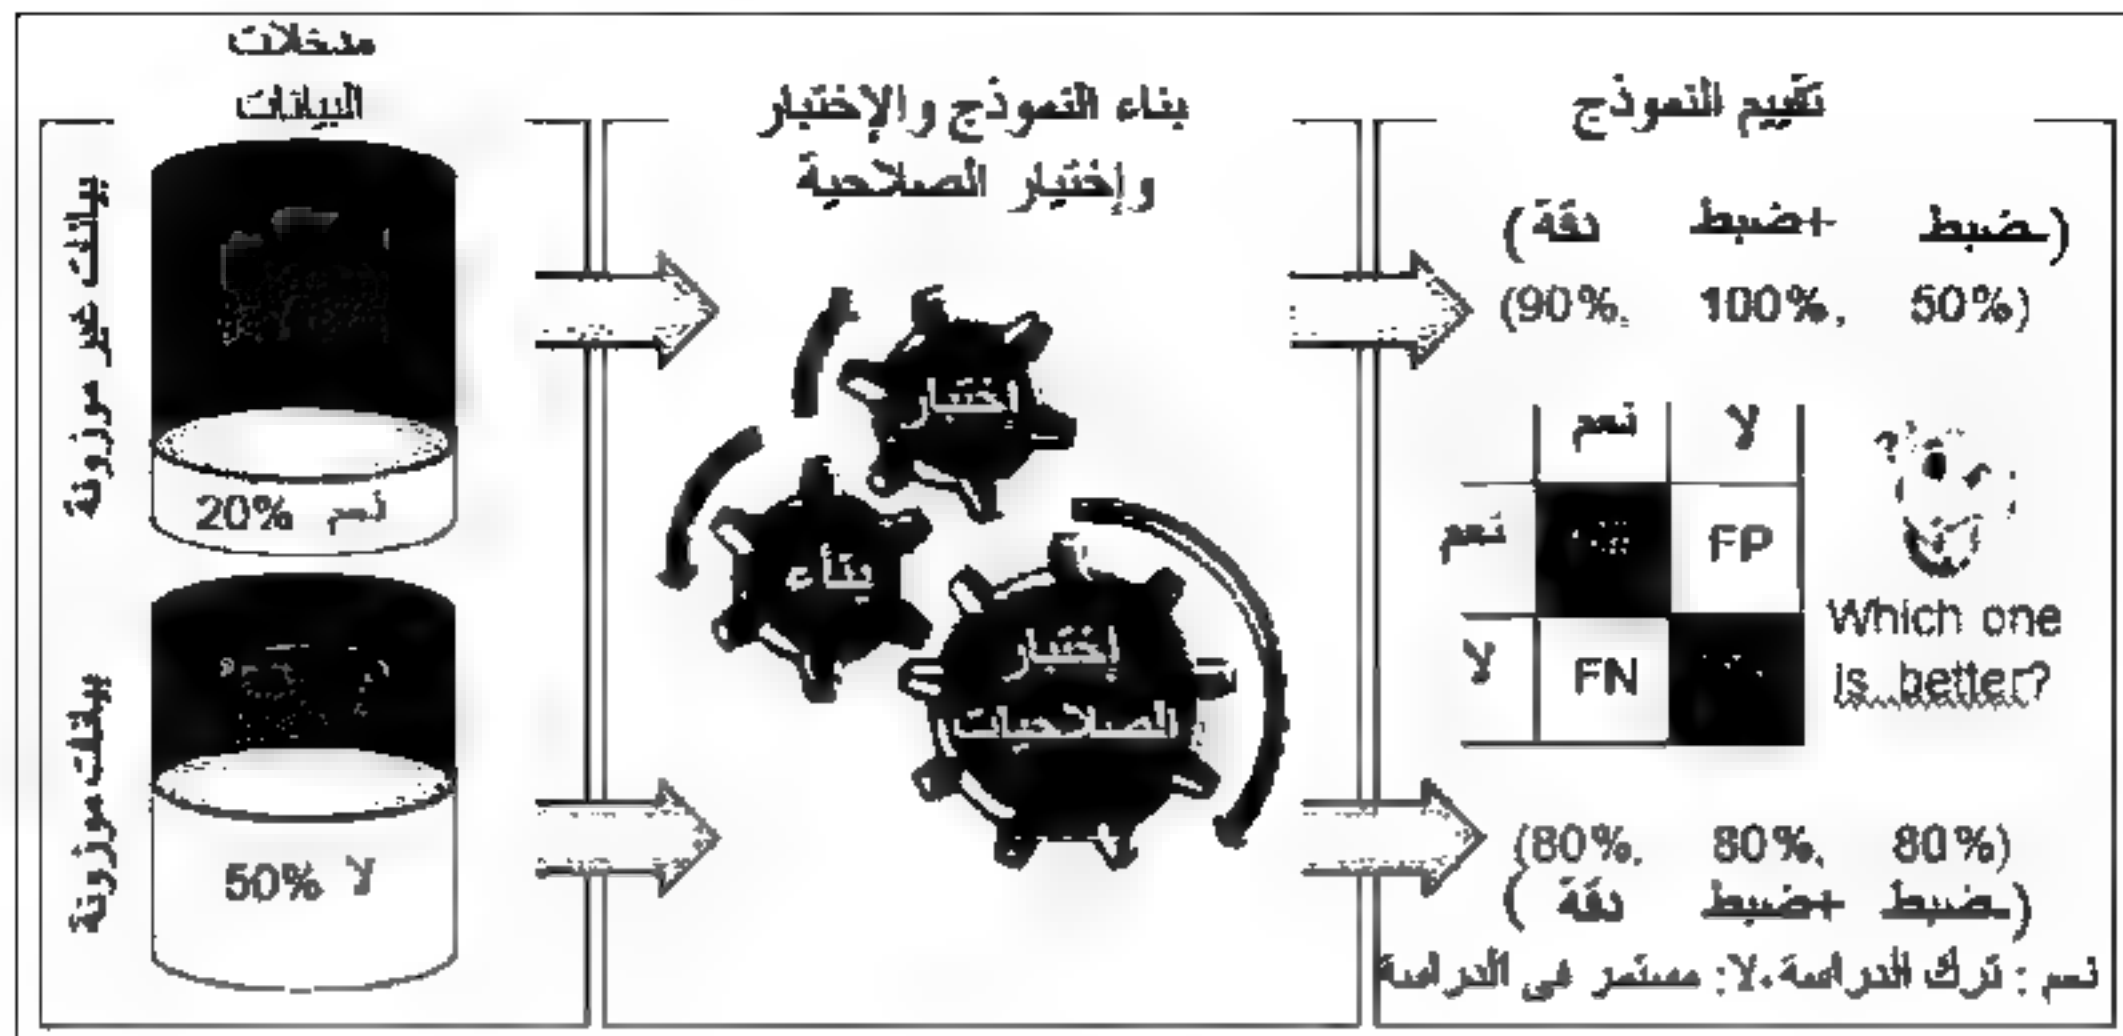 مدخلات
البيانات
بيانات غير موزونة
20% نعم
بيانات موزونة
50% لا
بناء النموذج والإختبار
وإختبار الصلاحية
إختبار
بناء
إختبار
الصلاحيات
تقييم النموذج
(دقة +ضبط -ضبط)
(90%, 100%, 50%)
نعم لا
نعم FP
لا FN
Which one
is better?
(80%, 80%, 80%)
(دقة +ضبط -ضبط)
نعم : ترك الدراسة .لا: مستمر فى الدراسة